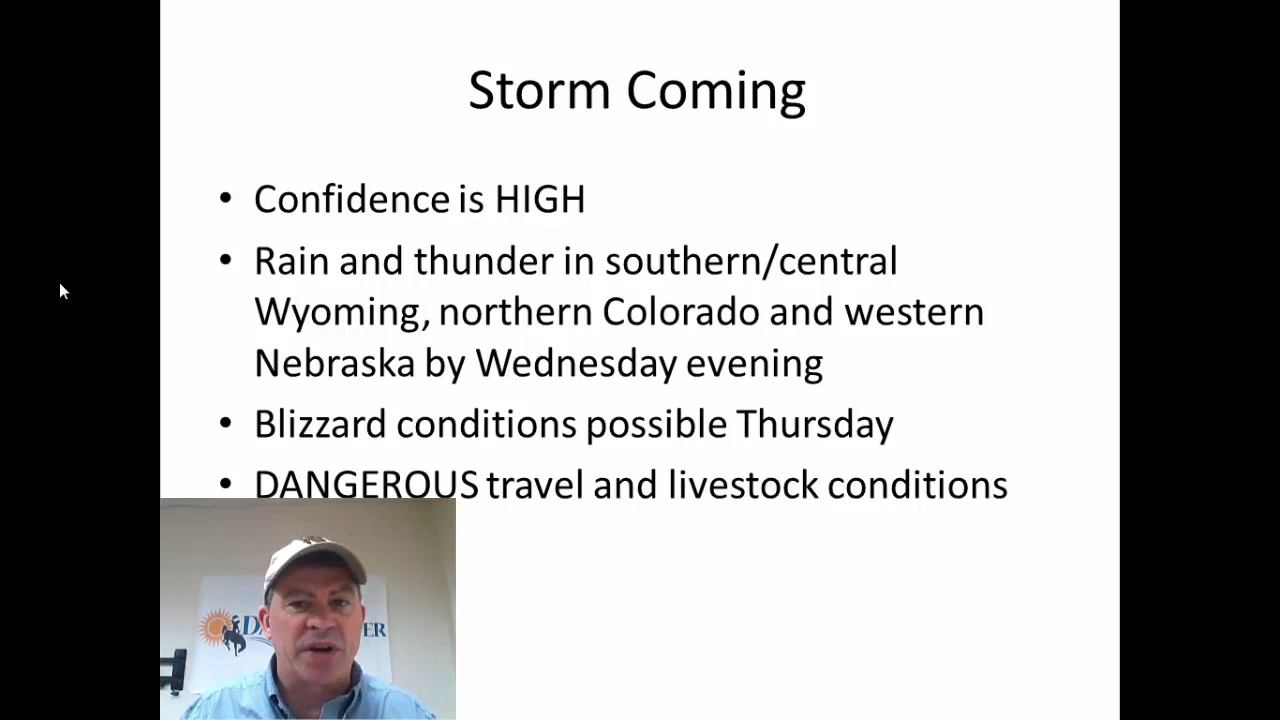 Storm Coming
• Confidence is HIGH
• Rain and thunder in southern/central
Wyoming, northern Colorado and western
Nebraska by Wednesday evening
• Blizzard conditions possible Thursday
• DANGEROUS travel and livestock conditions